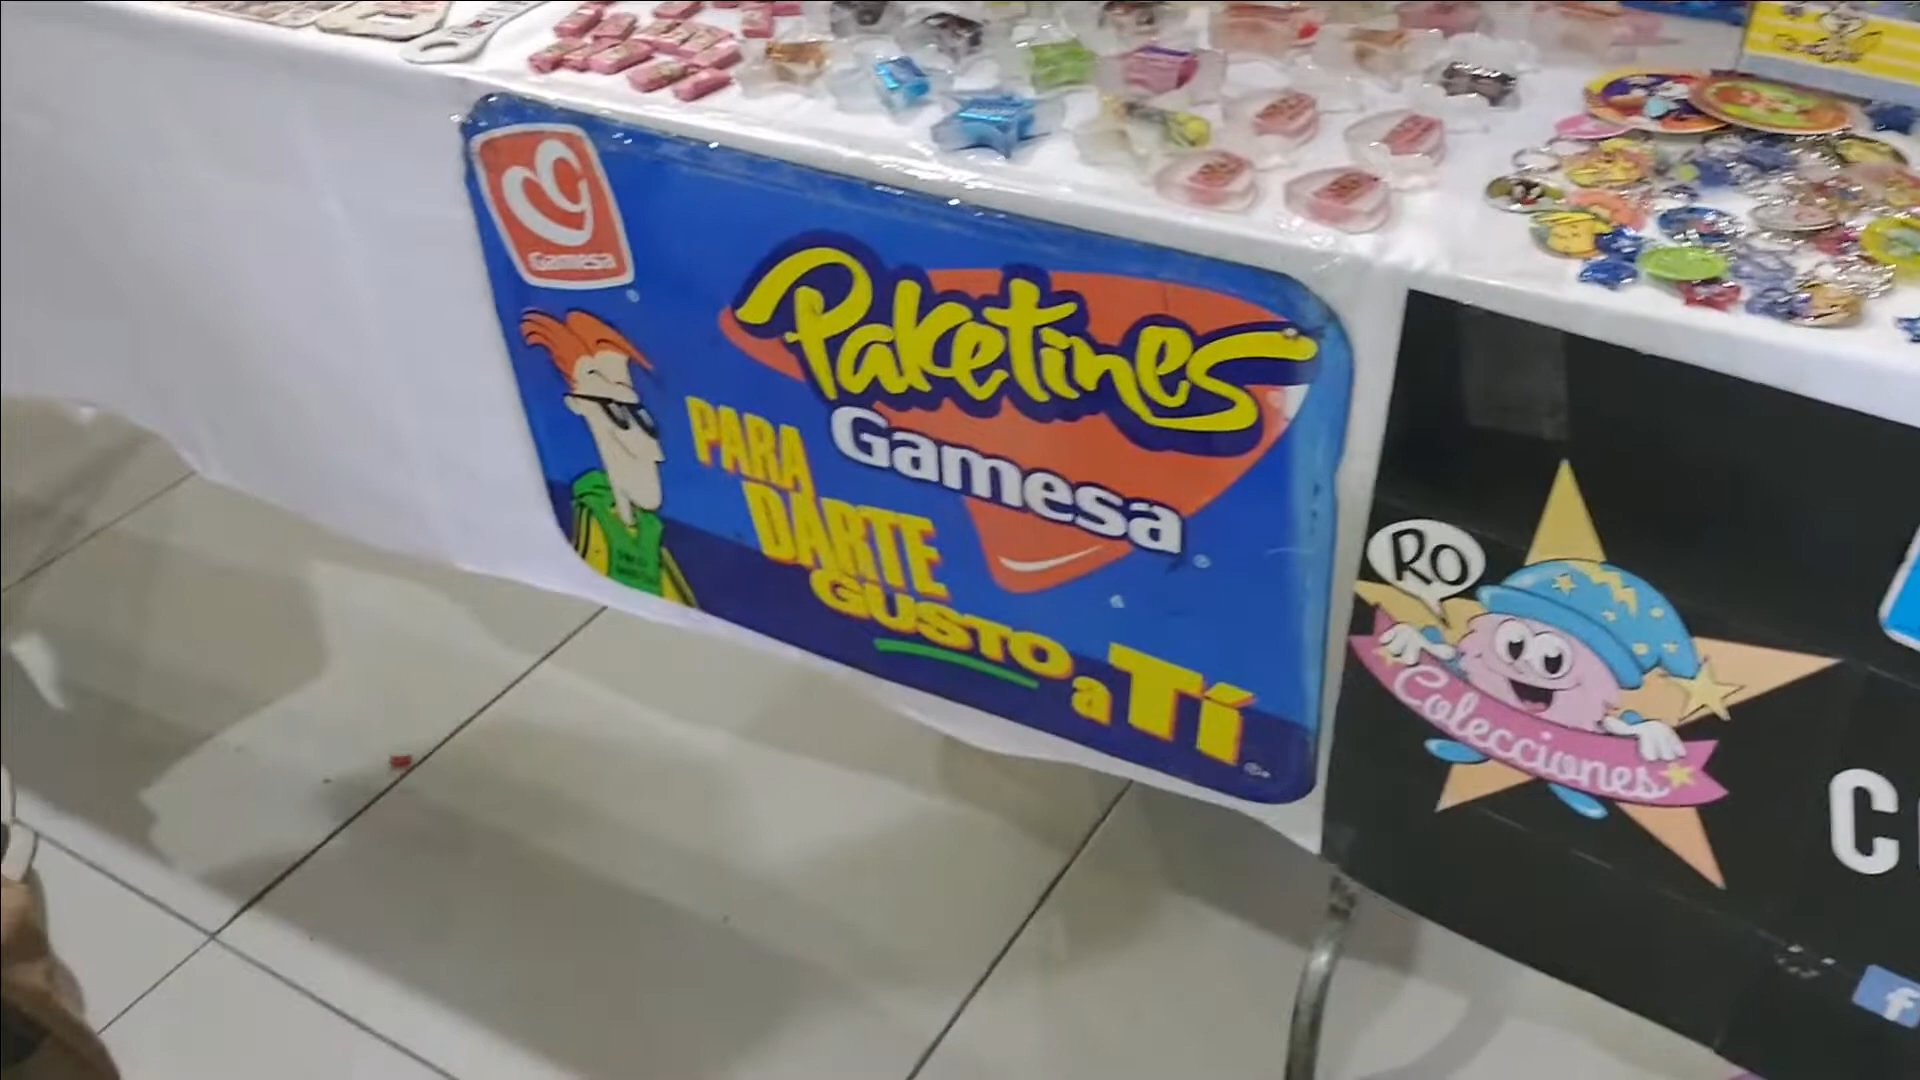 Gamesa
Paketines
Gamesa
PARA
DARTE
GUSTO
a Tí
RO
Colecciones
C
f